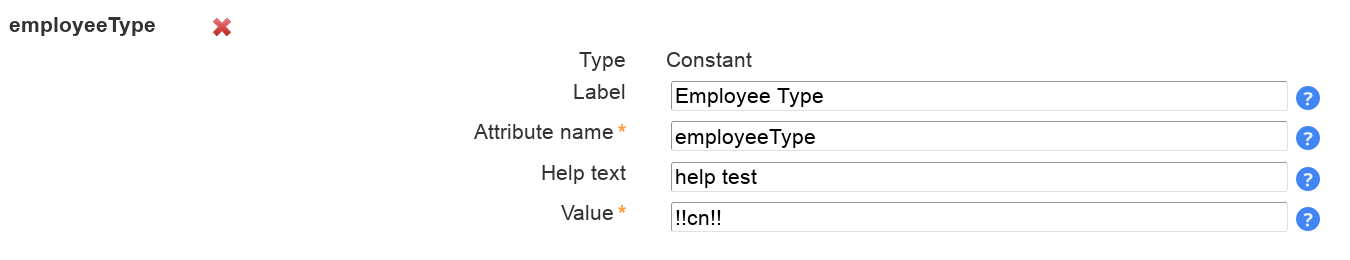 employeeType
Type Constant
Label Employee Type ?
Attribute name * employeeType ?
Help text help test ?
Value * !!cn!! ?